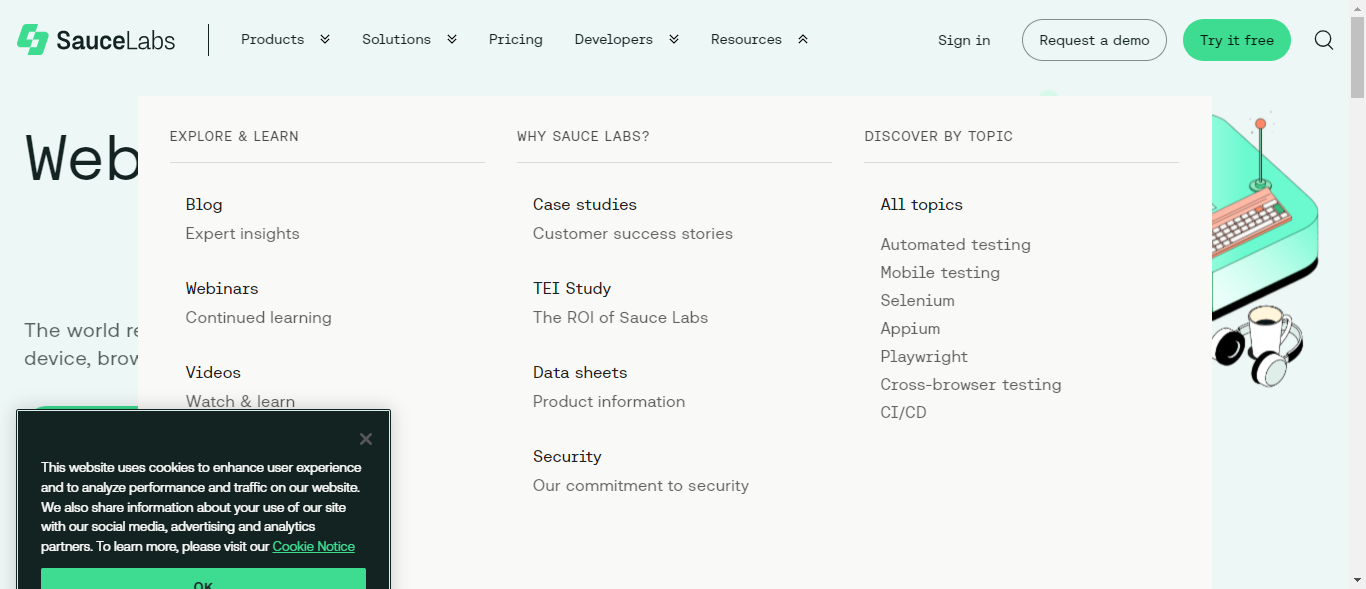 SauceLabs
Products
Solutions
Pricing
Developers
Resources
Sign in
Request a demo
Try it free
Web
The world re
device, brow
EXPLORE & LEARN
Blog
Expert insights
Webinars
Continued learning
Videos
Watch & learn
WHY SAUCE LABS?
Case studies
Customer success stories
TEI Study
The ROI of Sauce Labs
Data sheets
Product information
Security
Our commitment to security
DISCOVER BY TOPIC
All topics
Automated testing
Mobile testing
Selenium
Appium
Playwright
Cross-browser testing
CI/CD
This website uses cookies to enhance user experience
and to analyze performance and traffic on our website.
We also share information about your use of our site
with our social media, advertising and analytics
partners. To learn more, please visit our Cookie Notice
OK